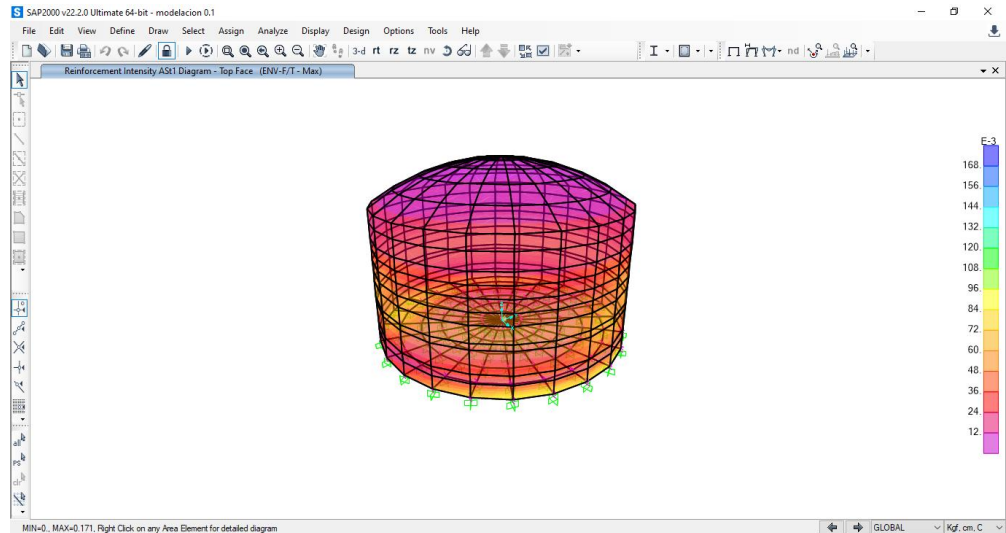 S SAP2000 v22.2.0 Ultimate 64-bit - modelacion 0.1
File Edit View Define Draw Select Assign Analyze Display Design Options Tools Help
3-d rt rz tz nv
I
nd
Reinforcement Intensity ASt1 Diagram - Top Face (ENV-F/T - Max)
E-3
168.
156.
144.
132.
120.
108.
96.
84.
72.
60.
48.
36.
24.
12.
all
PS
clr
MIN=0., MAX=0.171, Right Click on any Area Element for detailed diagram
GLOBAL
Kgf, cm, C